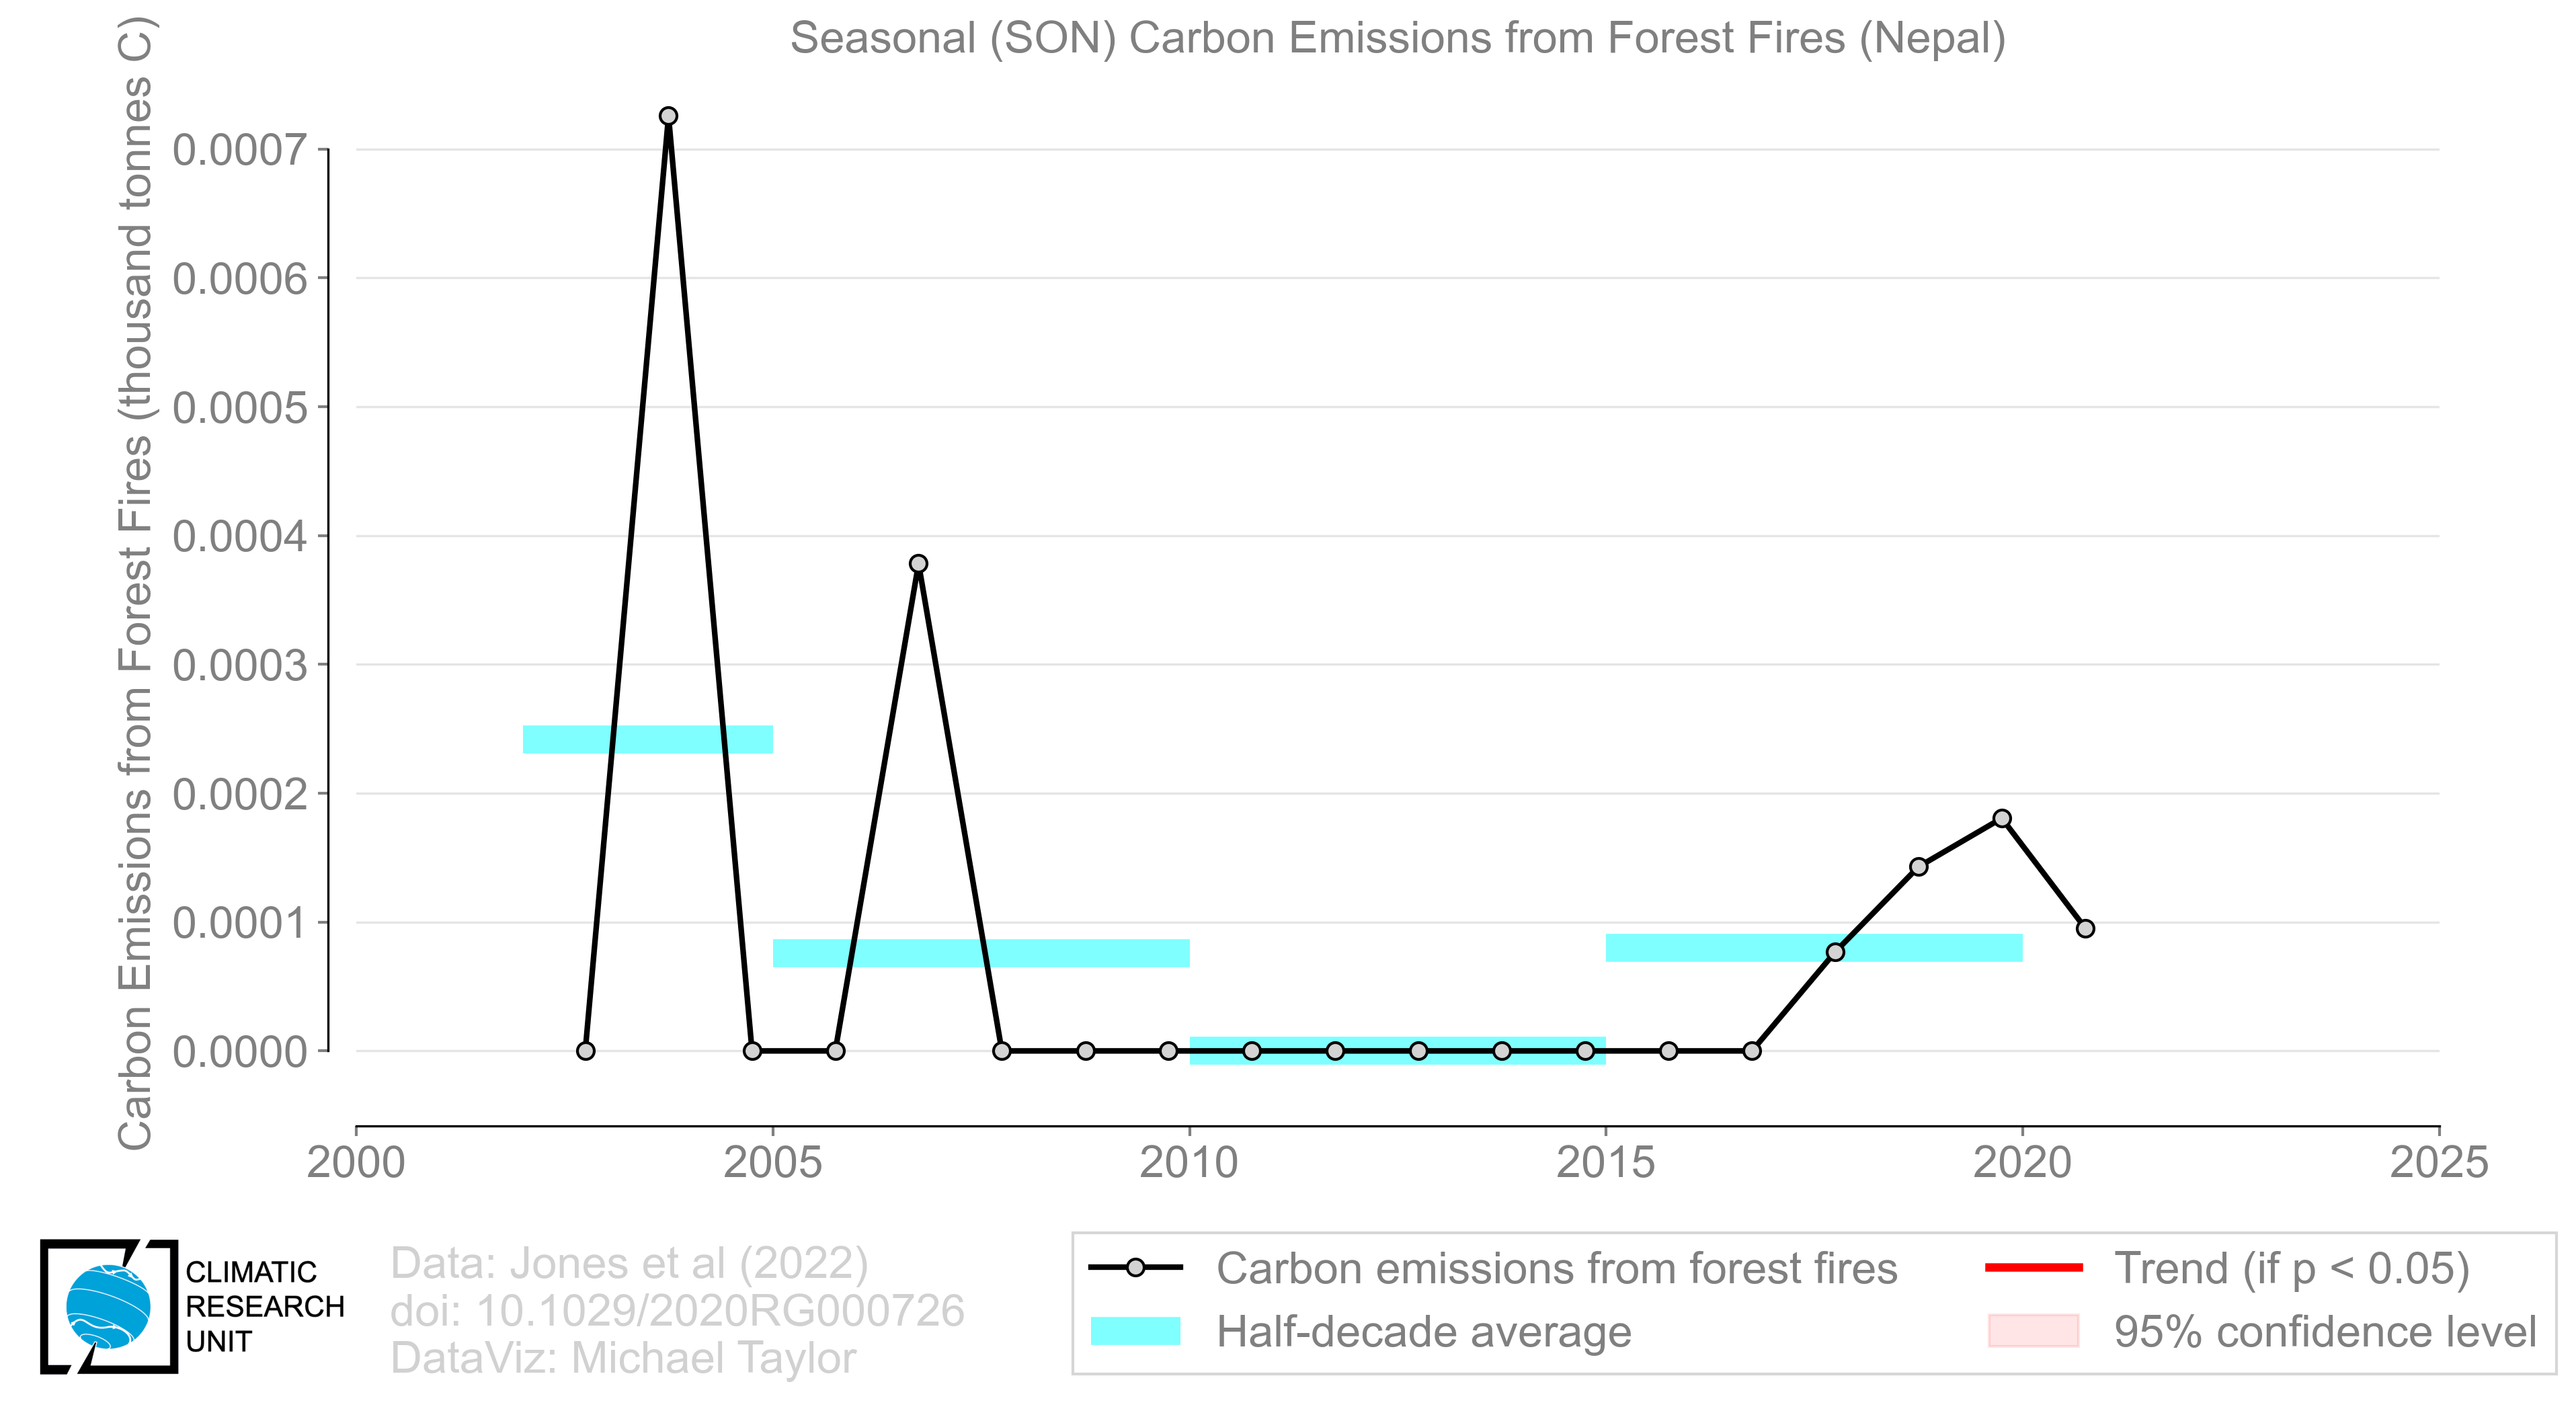 Seasonal (SON) Carbon Emissions from Forest Fires (Nepal)
Carbon Emissions from Forest Fires (thousand tonnes C)
0.0007
0.0006
0.0005
0.0004
0.0003
0.0002
0.0001
0.0000
2000 2005 2010 2015 2020 2025
CLIMATIC
RESEARCH
UNIT
Data: Jones et al (2022)
doi: 10.1029/2020RG000726
DataViz: Michael Taylor
Carbon emissions from forest fires
Half-decade average
Trend (if p < 0.05)
95% confidence level